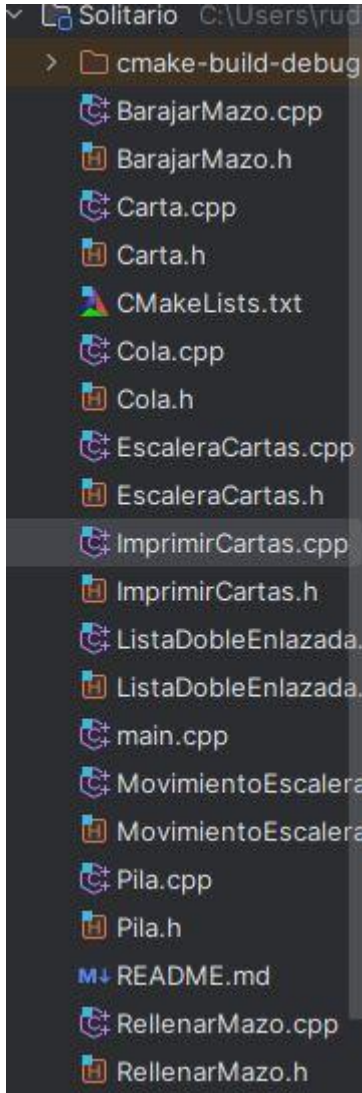 Solitario C:\Users\rud
cmake-build-debug
BarajarMazo.cpp
BarajarMazo.h
Carta.cpp
Carta.h
CMakeLists.txt
Cola.cpp
Cola.h
EscaleraCartas.cpp
EscaleraCartas.h
ImprimirCartas.cpp
ImprimirCartas.h
ListaDobleEnlazada.
ListaDobleEnlazada.
main.cpp
MovimientoEscalera
MovimientoEscalera
Pila.cpp
Pila.h
README.md
RellenarMazo.cpp
RellenarMazo.h